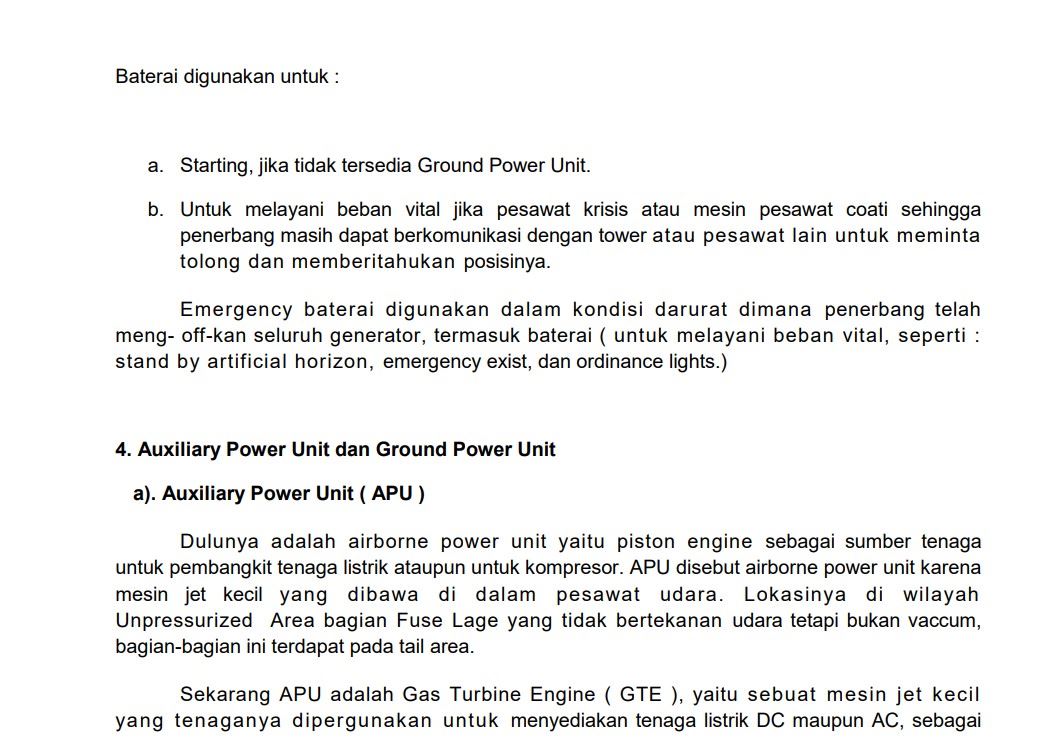 Baterai digunakan untuk :
a. Starting, jika tidak tersedia Ground Power Unit.
b. Untuk melayani beban vital jika pesawat krisis atau mesin pesawat coati sehingga
penerbang masih dapat berkomunikasi dengan tower atau pesawat lain untuk meminta
tolong dan memberitahukan posisinya.
Emergency baterai digunakan dalam kondisi darurat dimana penerbang telah
meng- off-kan seluruh generator, termasuk baterai ( untuk melayani beban vital, seperti :
stand by artificial horizon, emergency exist, dan ordinance lights.)
4. Auxiliary Power Unit dan Ground Power Unit
a). Auxiliary Power Unit ( APU )
Dulunya adalah airborne power unit yaitu piston engine sebagai sumber tenaga
untuk pembangkit tenaga listrik ataupun untuk kompresor. APU disebut airborne power unit karena
mesin jet kecil yang dibawa di dalam pesawat udara. Lokasinya di wilayah
Unpressurized Area bagian Fuse Lage yang tidak bertekanan udara tetapi bukan vaccum,
bagian-bagian ini terdapat pada tail area.
Sekarang APU adalah Gas Turbine Engine ( GTE ), yaitu sebuat mesin jet kecil
yang tenaganya dipergunakan untuk menyediakan tenaga listrik DC maupun AC, sebagai